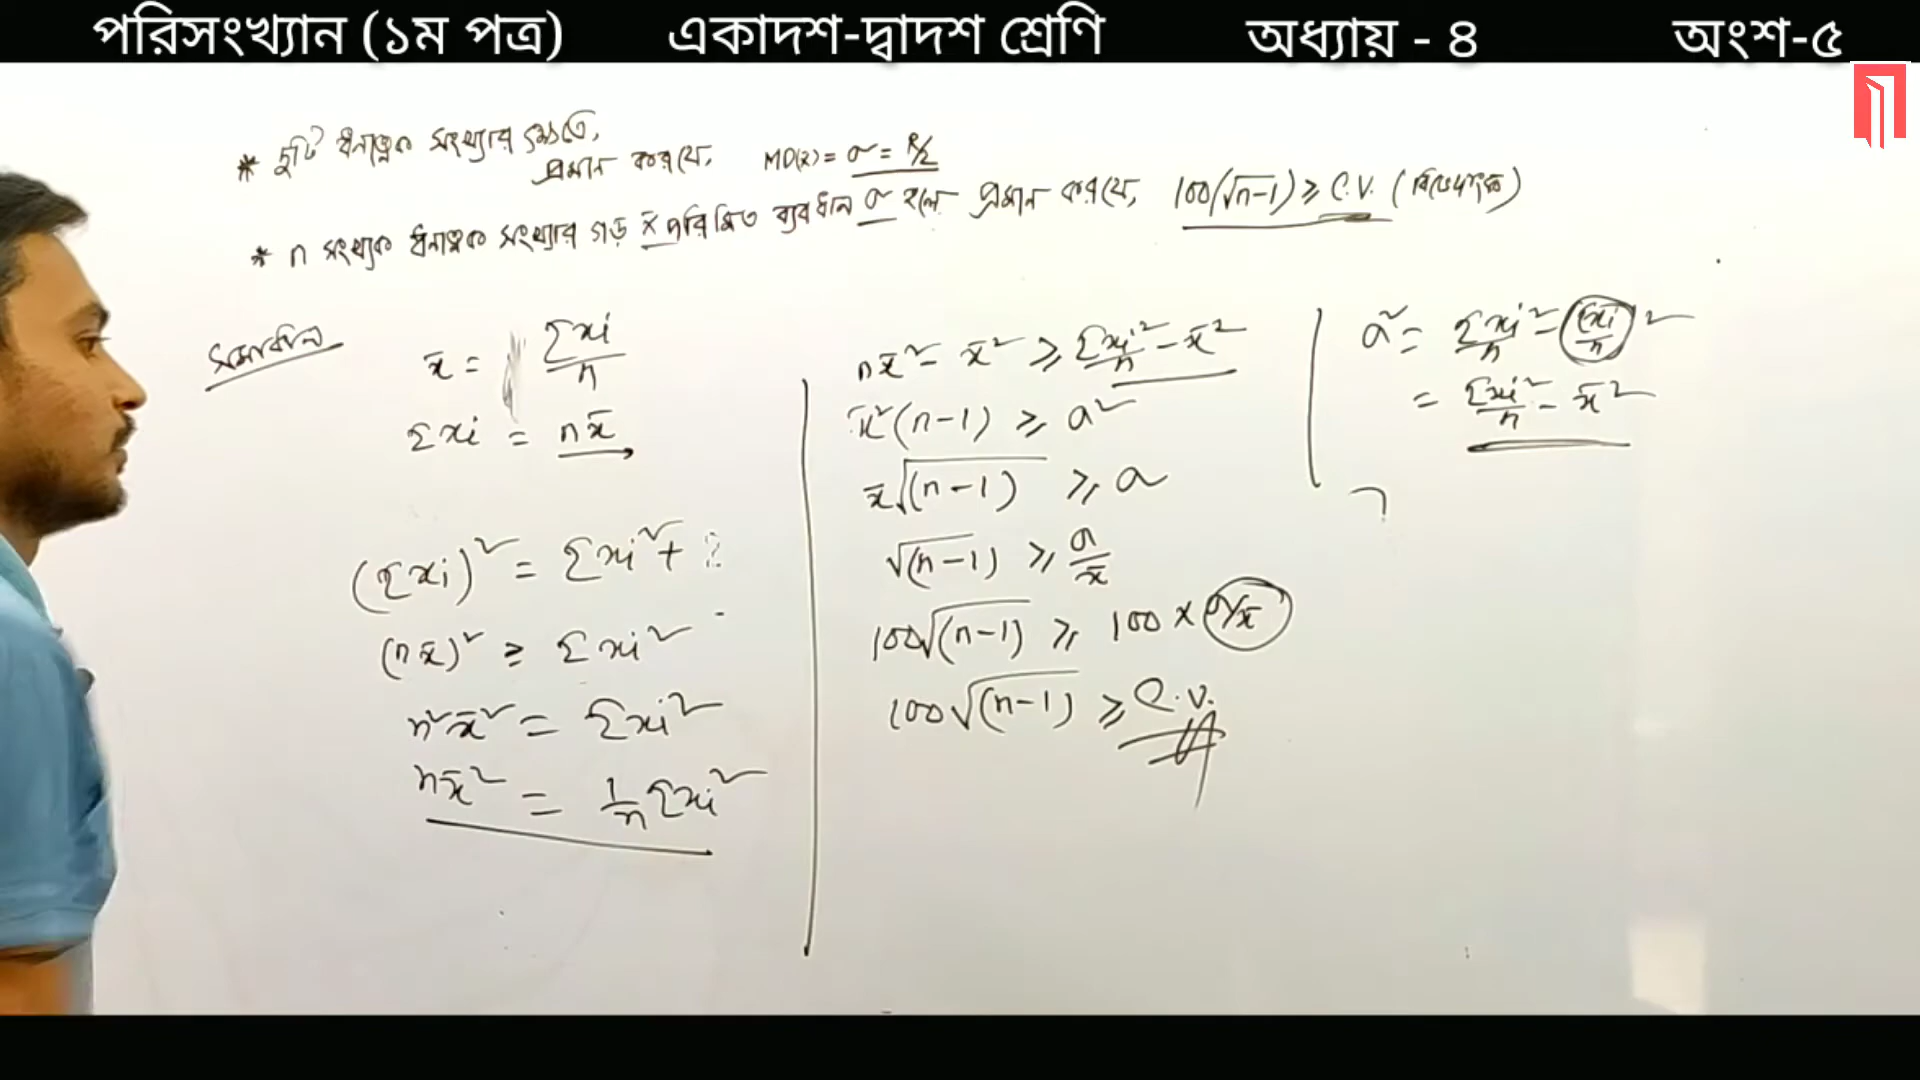 পরিসংখ্যান (১ম পত্র) একাদশ-দ্বাদশ শ্রেণি অধ্যায় - ৪ অংশ-৫
* দুটি ধনাত্মক সংখ্যার ক্ষেত্রে,
প্রমান কর যে, MD(x̄) = σ = R/2
* n সংখ্যক ধনাত্মক সংখ্যার গড় x̄ পরিমিত ব্যবধান σ হলে প্রমান কর যে, 100(√n-1) ≥ C.V. (বিভেদাংক)
সমাধান
x̄ = Σxi/n
Σxi = nx̄
(Σxi)² = Σxi² + 2
(nx̄)² ≥ Σxi²
n²x̄² = Σxi²
nx̄² = 1/n Σxi²
nx̄² - x̄² ≥ Σxi²/n - x̄²
x̄²(n-1) ≥ σ²
x̄√(n-1) ≥ σ
√(n-1) ≥ σ/x̄
100√(n-1) ≥ 100 × σ/x̄
100√(n-1) ≥ C.V.
σ² = Σxi²/n - (Σxi/n)²
= Σxi²/n - x̄²